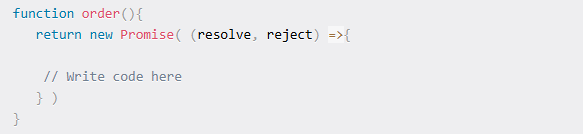 function order(){
   return new Promise( (resolve, reject) =>{
    // Write code here
   } )
}